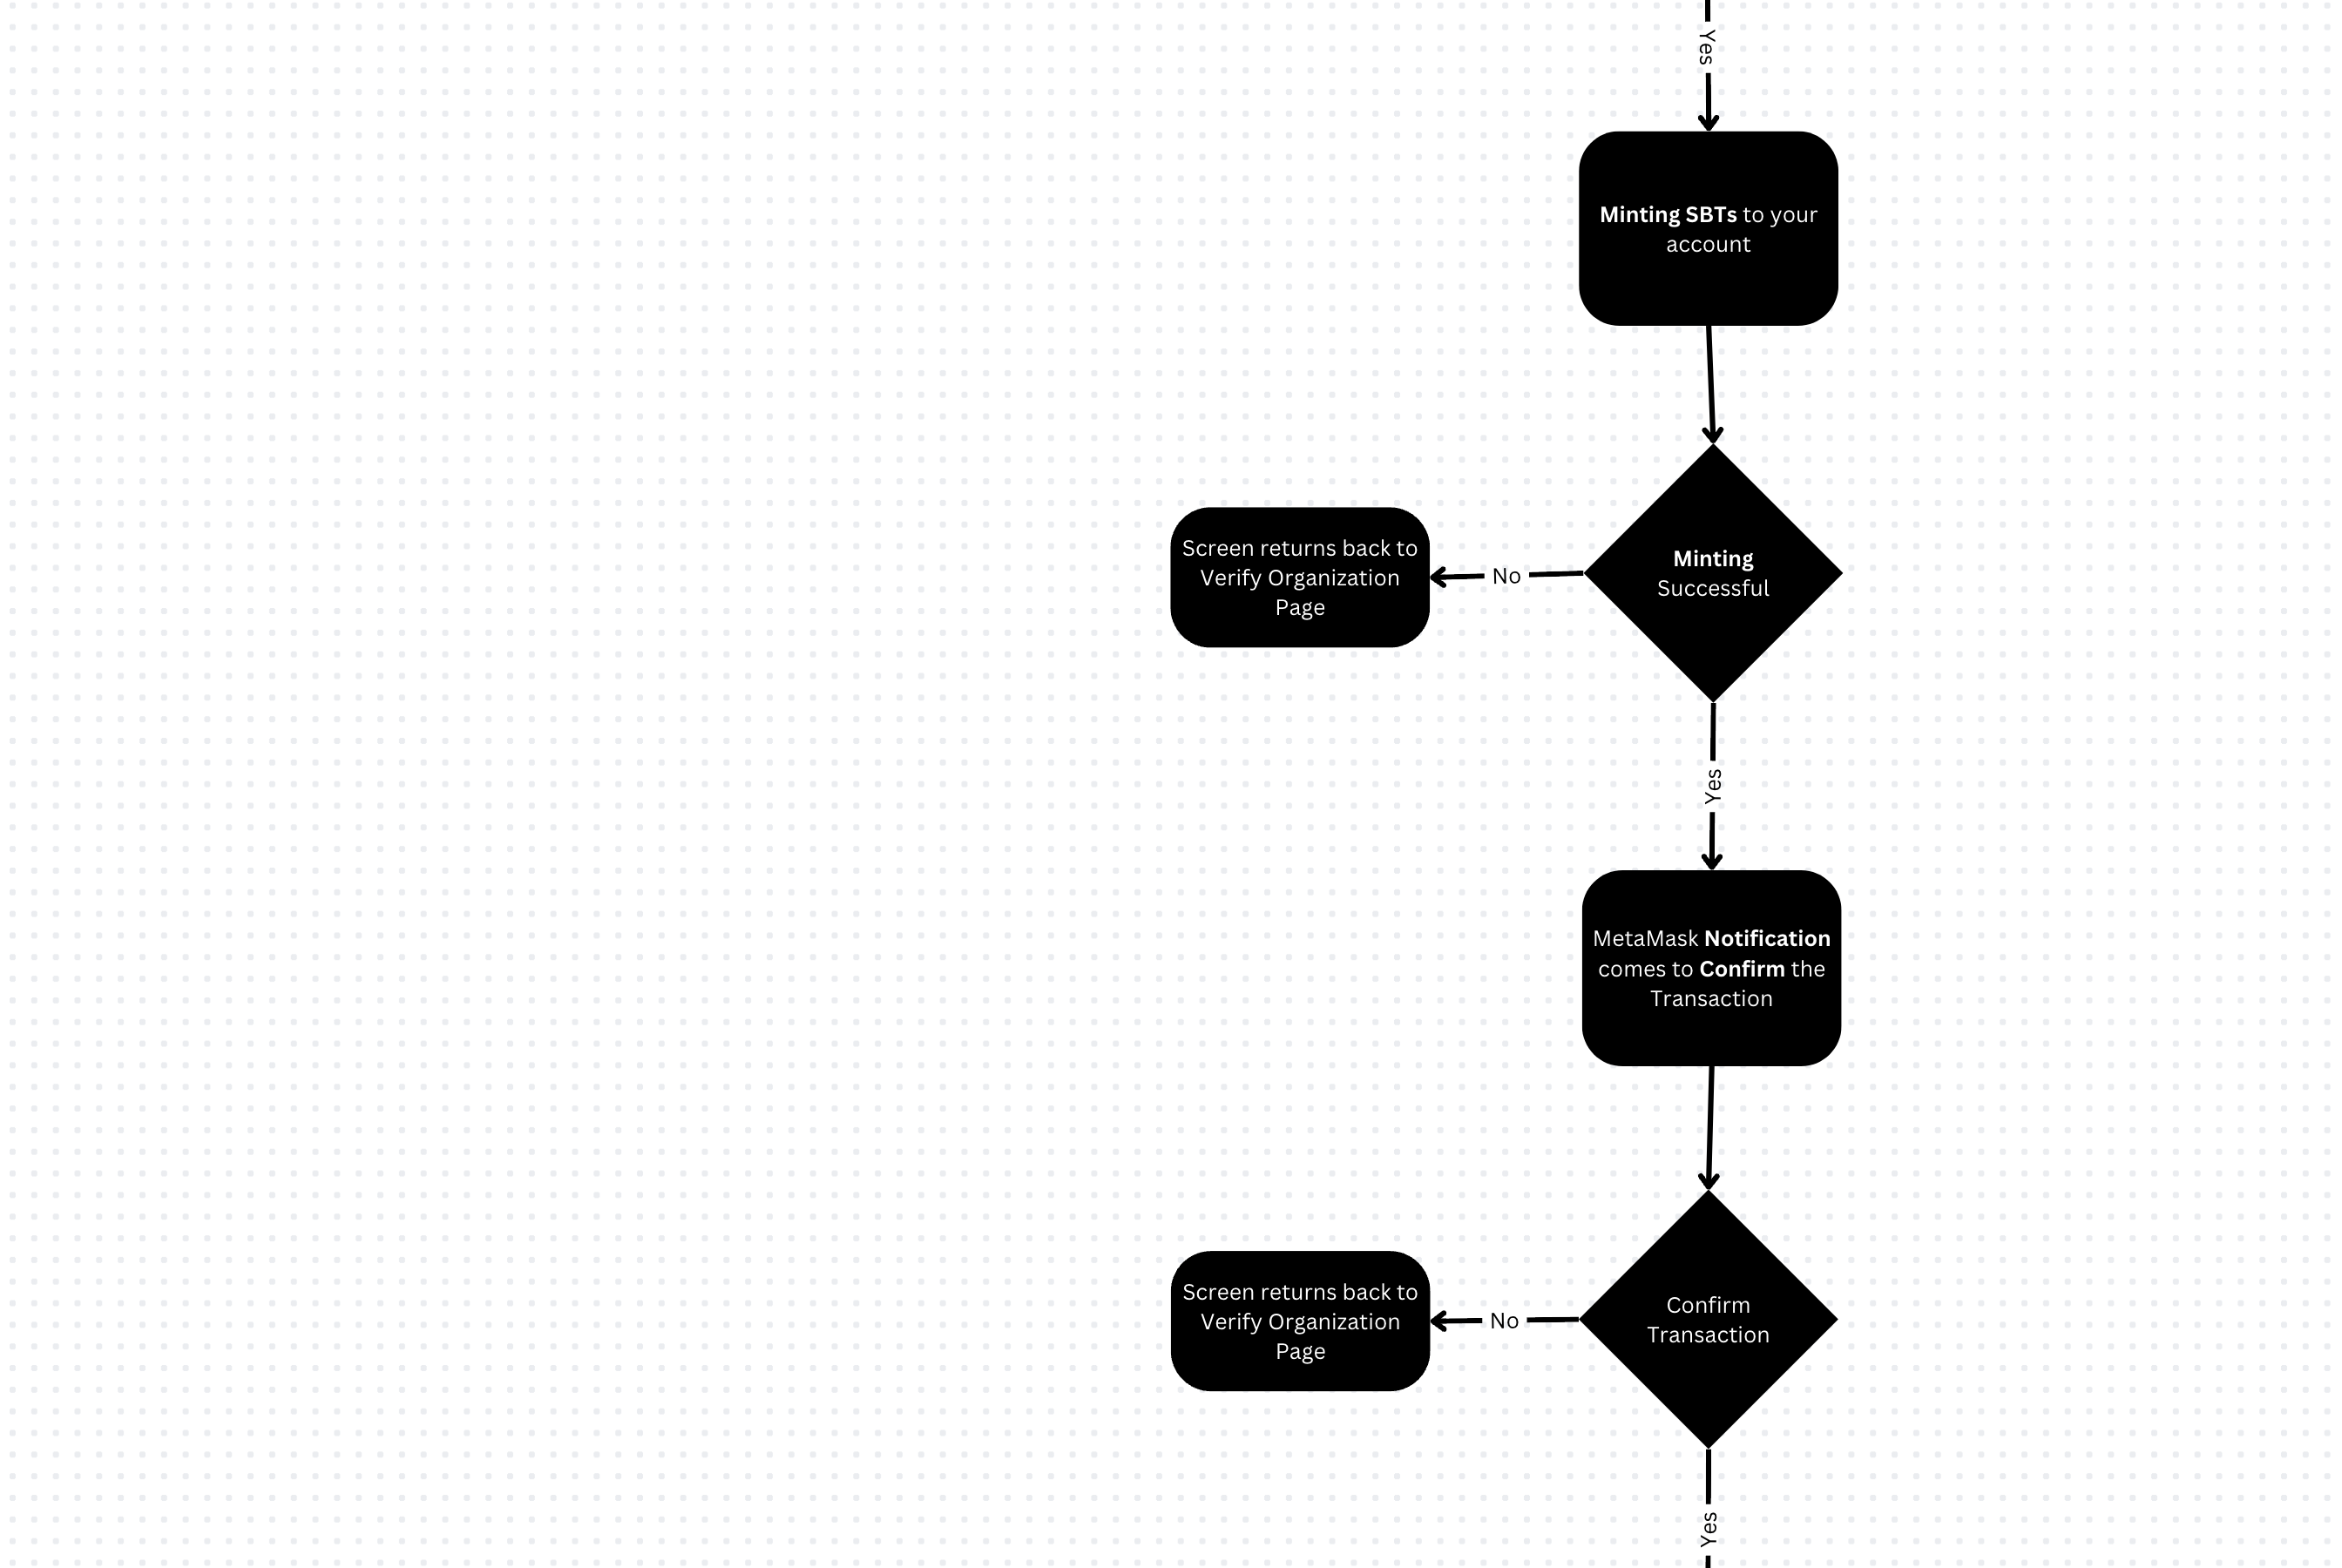 Yes
Minting SBTs to your
account
Minting
Successful
No
Screen returns back to
Verify Organization
Page
Yes
MetaMask Notification
comes to Confirm the
Transaction
Confirm
Transaction
No
Screen returns back to
Verify Organization
Page
Yes